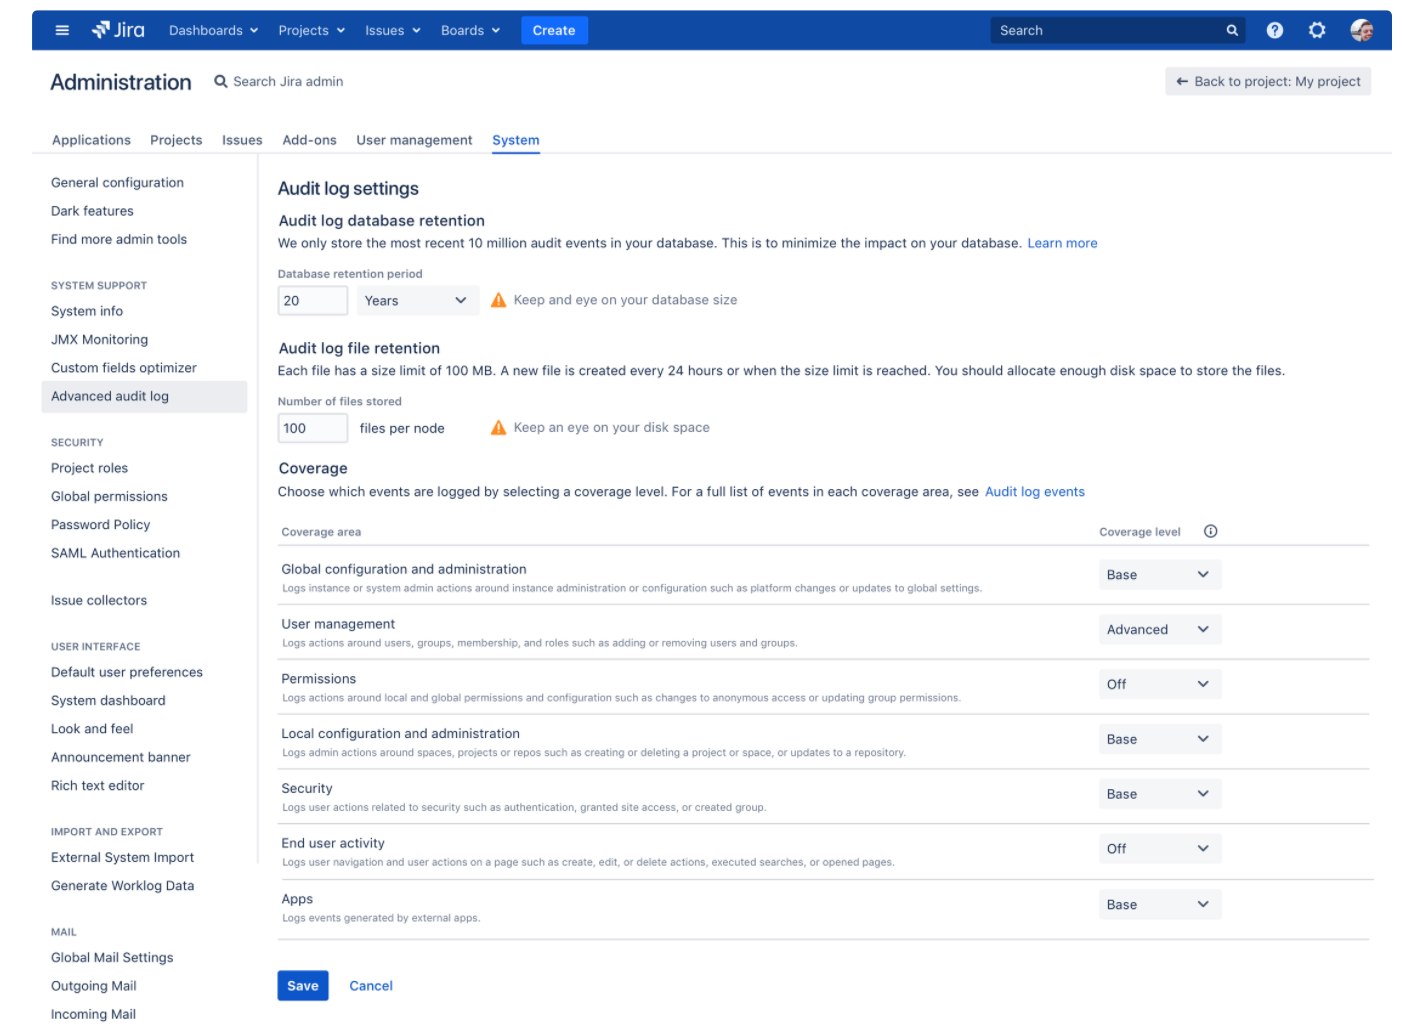 Jira Dashboards Projects Issues Boards Create Search
Administration Search Jira admin ← Back to project: My project
Applications Projects Issues Add-ons User management System
General configuration
Dark features
Find more admin tools
SYSTEM SUPPORT
System info
JMX Monitoring
Custom fields optimizer
Advanced audit log
SECURITY
Project roles
Global permissions
Password Policy
SAML Authentication
Issue collectors
USER INTERFACE
Default user preferences
System dashboard
Look and feel
Announcement banner
Rich text editor
IMPORT AND EXPORT
External System Import
Generate Worklog Data
MAIL
Global Mail Settings
Outgoing Mail
Incoming Mail
Audit log settings
Audit log database retention
We only store the most recent 10 million audit events in your database. This is to minimize the impact on your database. Learn more
Database retention period
20 Years Keep and eye on your database size
Audit log file retention
Each file has a size limit of 100 MB. A new file is created every 24 hours or when the size limit is reached. You should allocate enough disk space to store the files.
Number of files stored
100 files per node Keep an eye on your disk space
Coverage
Choose which events are logged by selecting a coverage level. For a full list of events in each coverage area, see Audit log events
Coverage area Coverage level
Global configuration and administration Base
Logs instance or system admin actions around instance administration or configuration such as platform changes or updates to global settings.
User management Advanced
Logs actions around users, groups, membership, and roles such as adding or removing users and groups.
Permissions Off
Logs actions around local and global permissions and configuration such as changes to anonymous access or updating group permissions.
Local configuration and administration Base
Logs admin actions around spaces, projects or repos such as creating or deleting a project or space, or updates to a repository.
Security Base
Logs user actions related to security such as authentication, granted site access, or created group.
End user activity Off
Logs user navigation and user actions on a page such as create, edit, or delete actions, executed searches, or opened pages.
Apps Base
Logs events generated by external apps.
Save Cancel